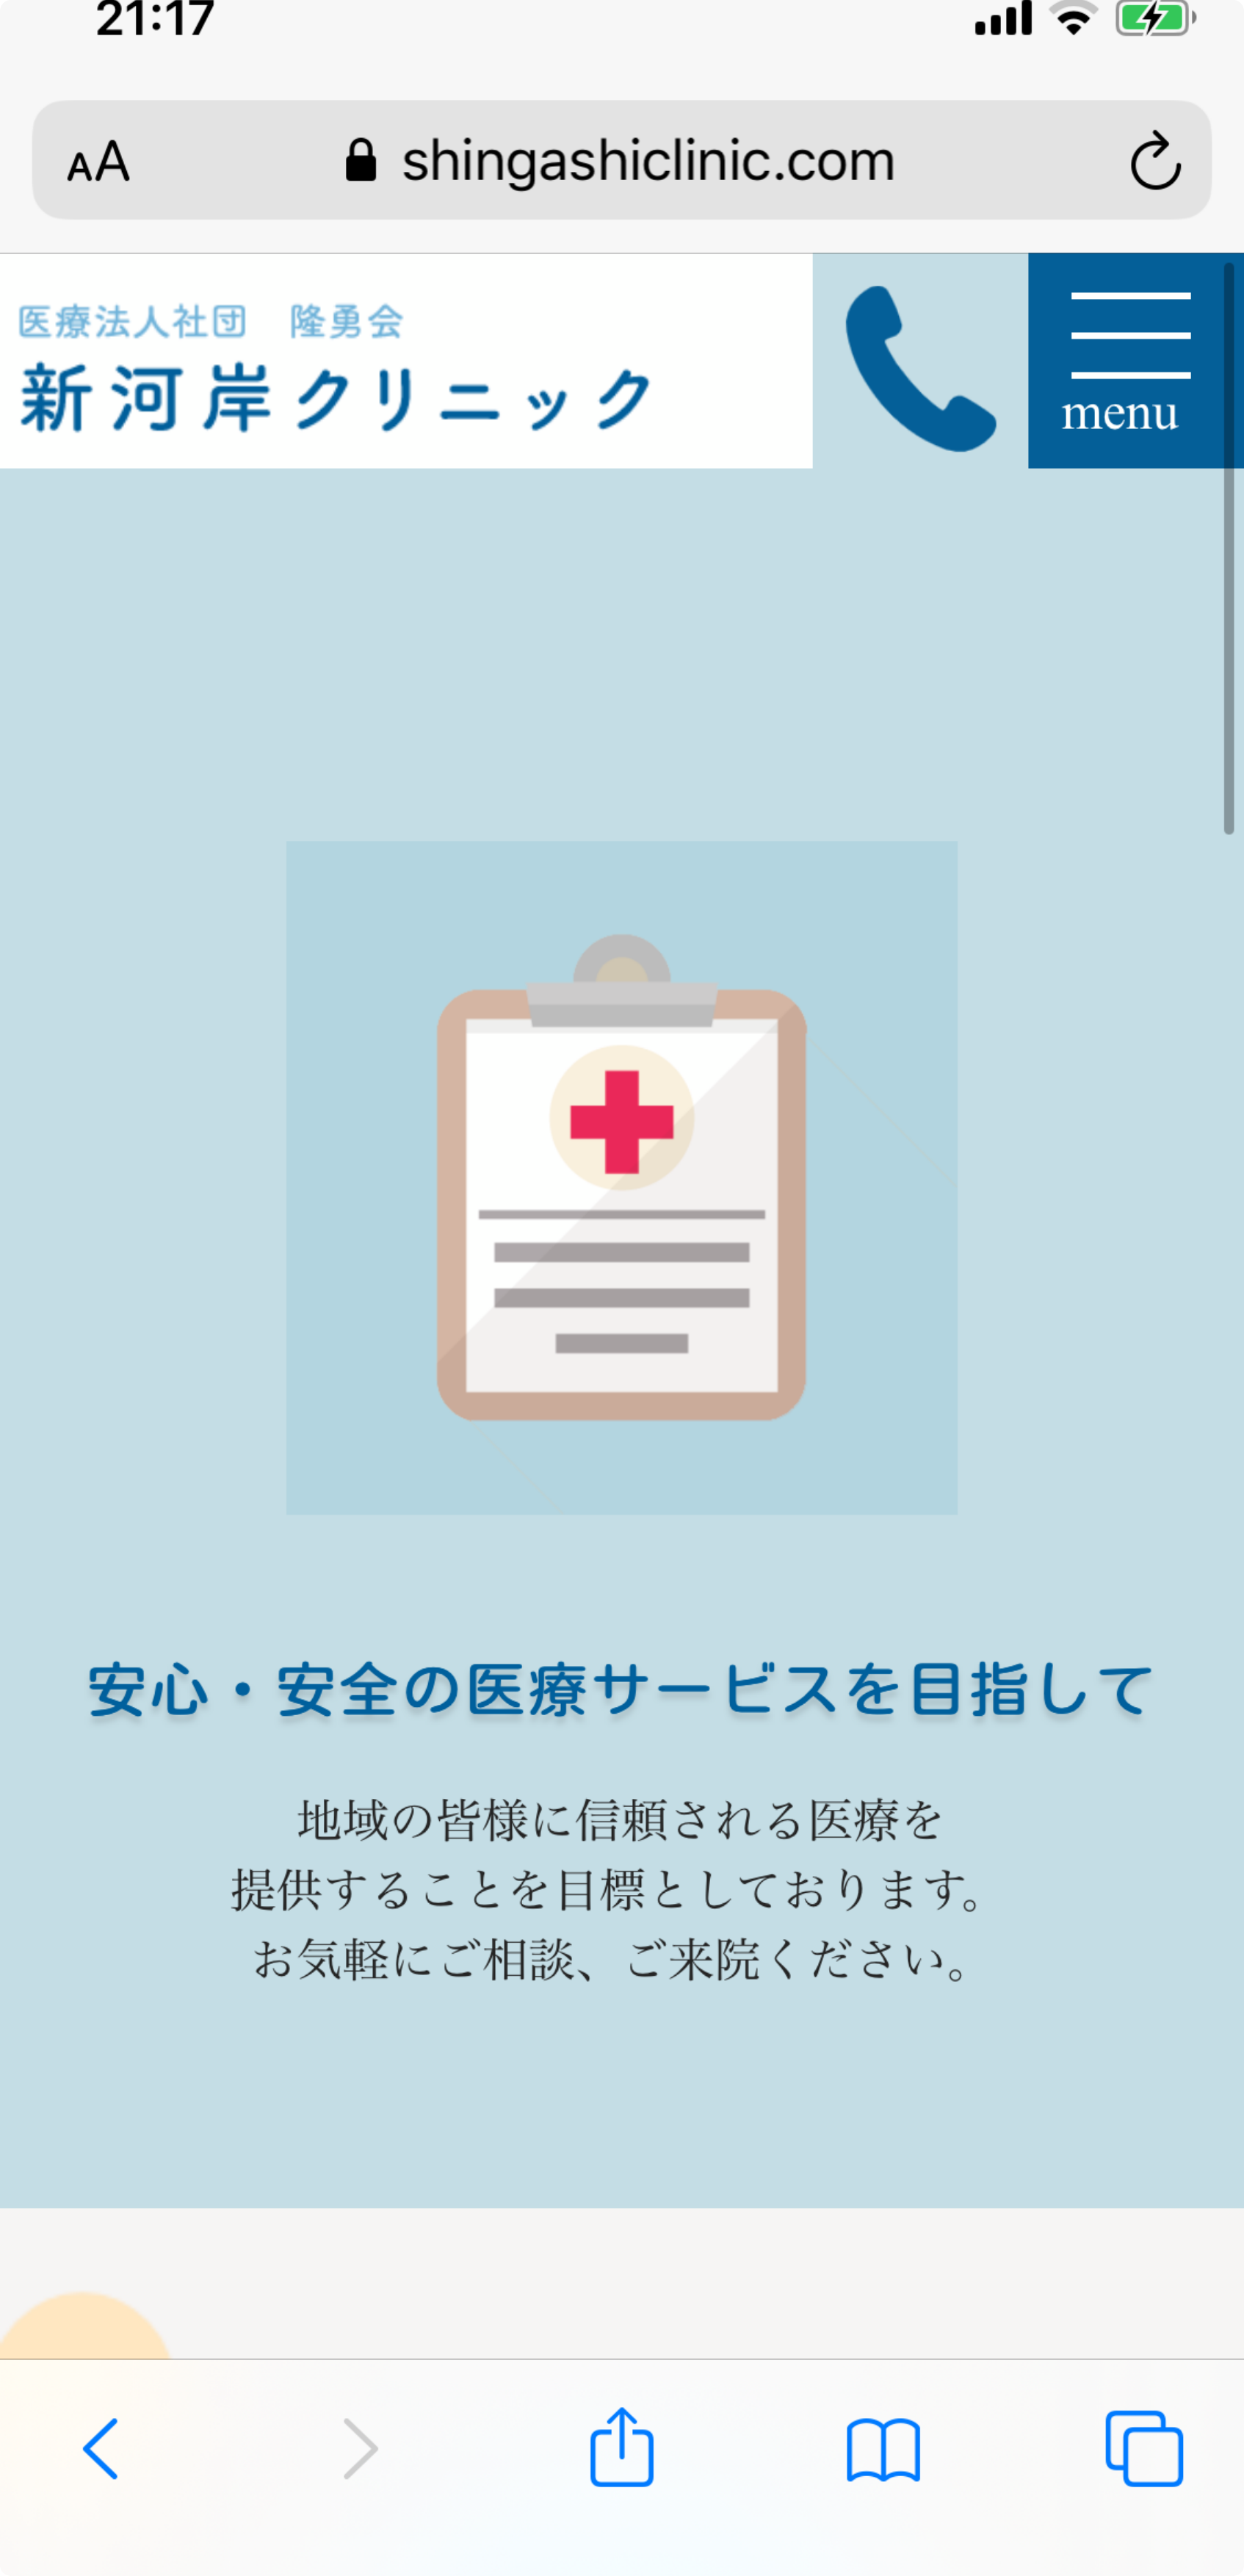 21:17
AA shingashiclinic.com
医療法人社団　隆勇会
新河岸クリニック
menu
安心・安全の医療サービスを目指して
地域の皆様に信頼される医療を
提供することを目標としております。
お気軽にご相談、ご来院ください。